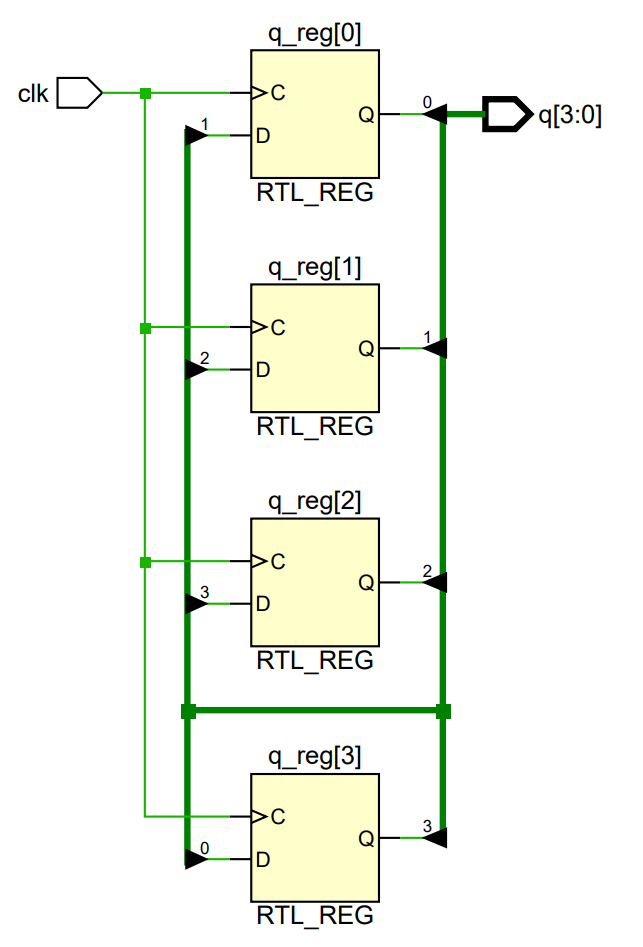 q_reg[0]
clk
C
0
Q
q[3:0]
1
D
RTL_REG
q_reg[1]
C
1
Q
2
D
RTL_REG
q_reg[2]
C
2
Q
3
D
RTL_REG
q_reg[3]
C
3
Q
0
D
RTL_REG